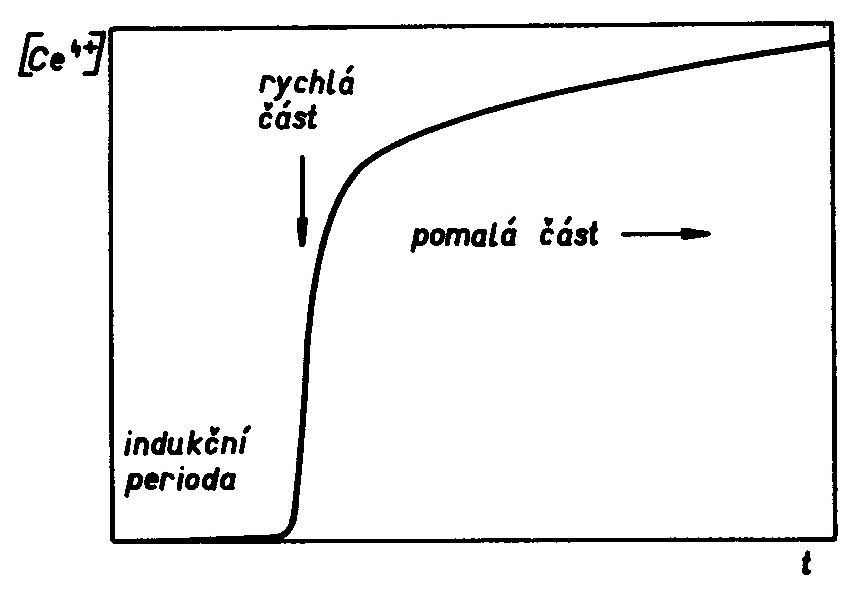 [Ce⁴⁺]
rychlá
část
pomalá část
indukční
perioda
t